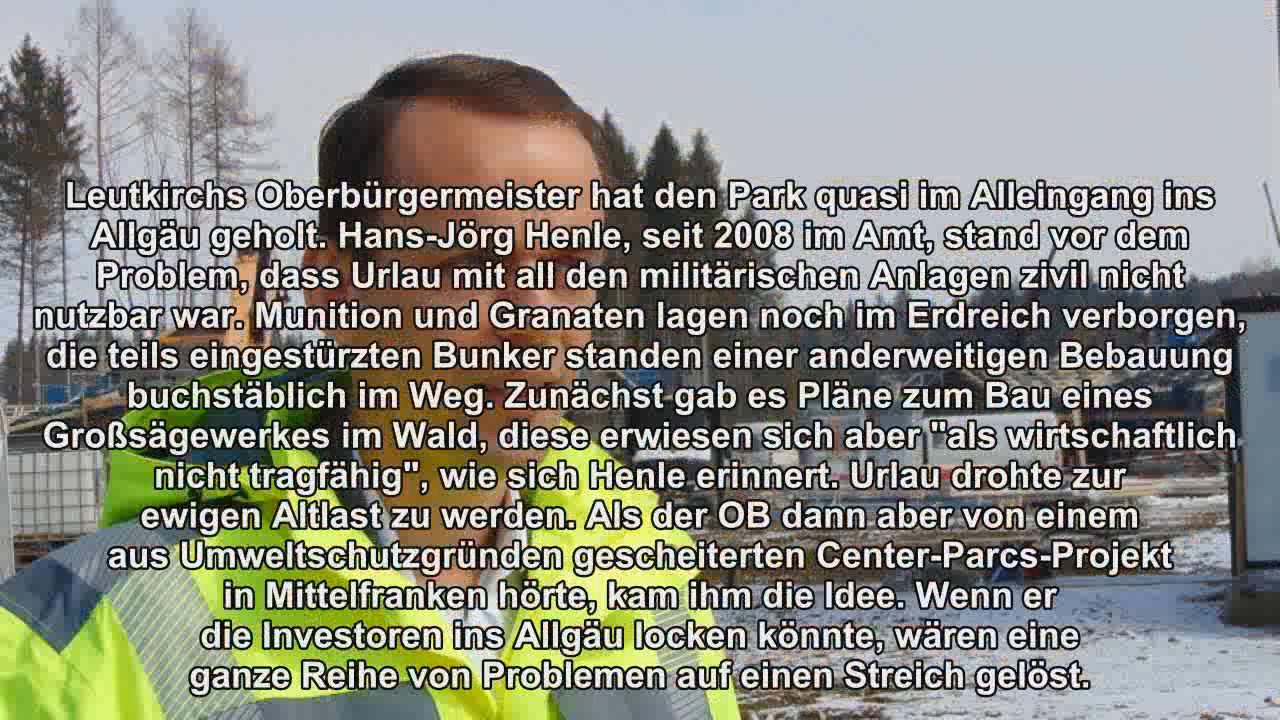 Leutkirchs Oberbürgermeister hat den Park quasi im Alleingang ins
Allgäu geholt. Hans-Jörg Henle, seit 2008 im Amt, stand vor dem
Problem, dass Urlau mit all den militärischen Anlagen zivil nicht
nutzbar war. Munition und Granaten lagen noch im Erdreich verborgen,
die teils eingestürzten Bunker standen einer anderweitigen Bebauung
buchstäblich im Weg. Zunächst gab es Pläne zum Bau eines
Großsägewerkes im Wald, diese erwiesen sich aber "als wirtschaftlich
nicht tragfähig", wie sich Henle erinnert. Urlau drohte zur
ewigen Altlast zu werden. Als der OB dann aber von einem
aus Umweltschutzgründen gescheiterten Center-Parcs-Projekt
in Mittelfranken hörte, kam ihm die Idee. Wenn er
die Investoren ins Allgäu locken könnte, wären eine
ganze Reihe von Problemen auf einen Streich gelöst.